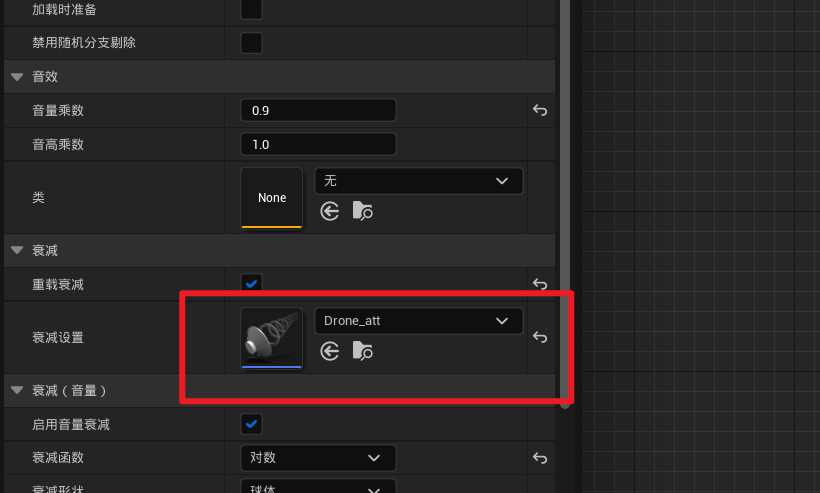 加载时准备
禁用随机分支剔除
音效
音量乘数 0.9
音高乘数 1.0
类 None 无
衰减
重载衰减
衰减设置 Drone_att
衰减（音量）
启用音量衰减
衰减函数 对数
衰减形状 球体